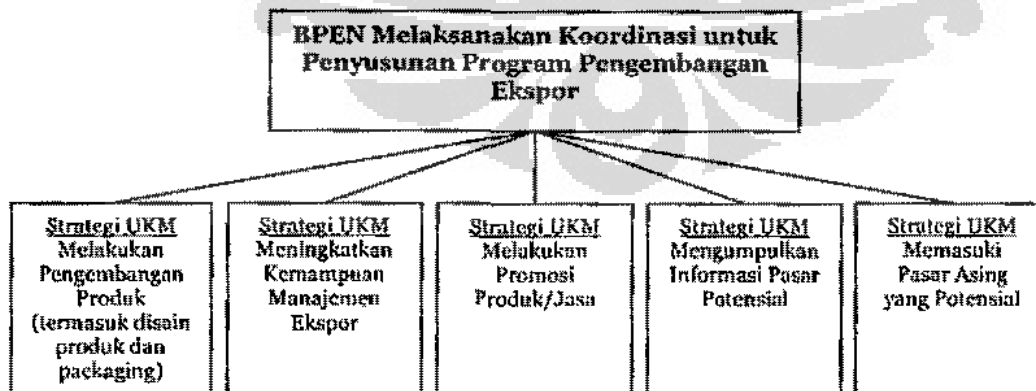 BPEN Melaksanakan Koordinasi untuk
Penyusunan Program Pengembangan
Ekspor
Strategi UKM
Melakukan
Pengembangan
Produk
(termasuk disain
produk dan
packaging)
Strategi UKM
Meningkatkan
Kemampuan
Manajemen
Ekspor
Strategi UKM
Melakukan
Promosi
Produk/Jasa
Strategi UKM
Mengumpulkan
Informasi Pasar
Potensial
Strategi UKM
Memasuki
Pasar Asing
yang Potensial